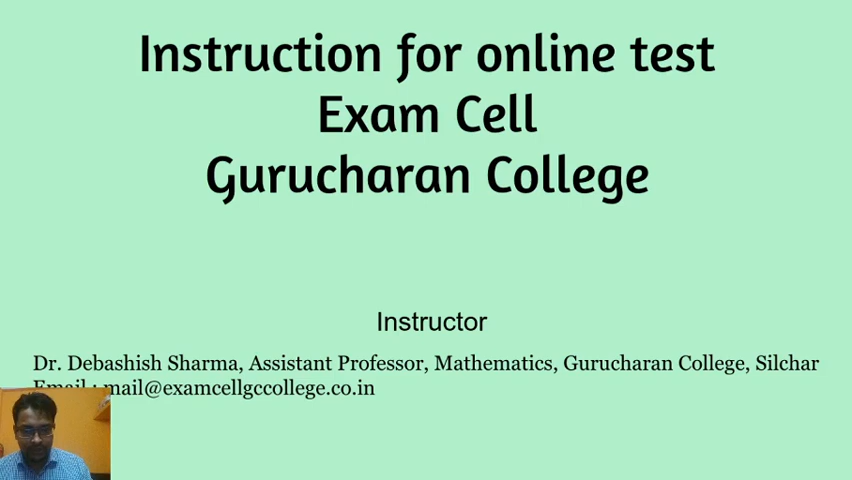 Instruction for online test
Exam Cell
Gurucharan College
Instructor
Dr. Debashish Sharma, Assistant Professor, Mathematics, Gurucharan College, Silchar
Email : mail@examcellgccollege.co.in